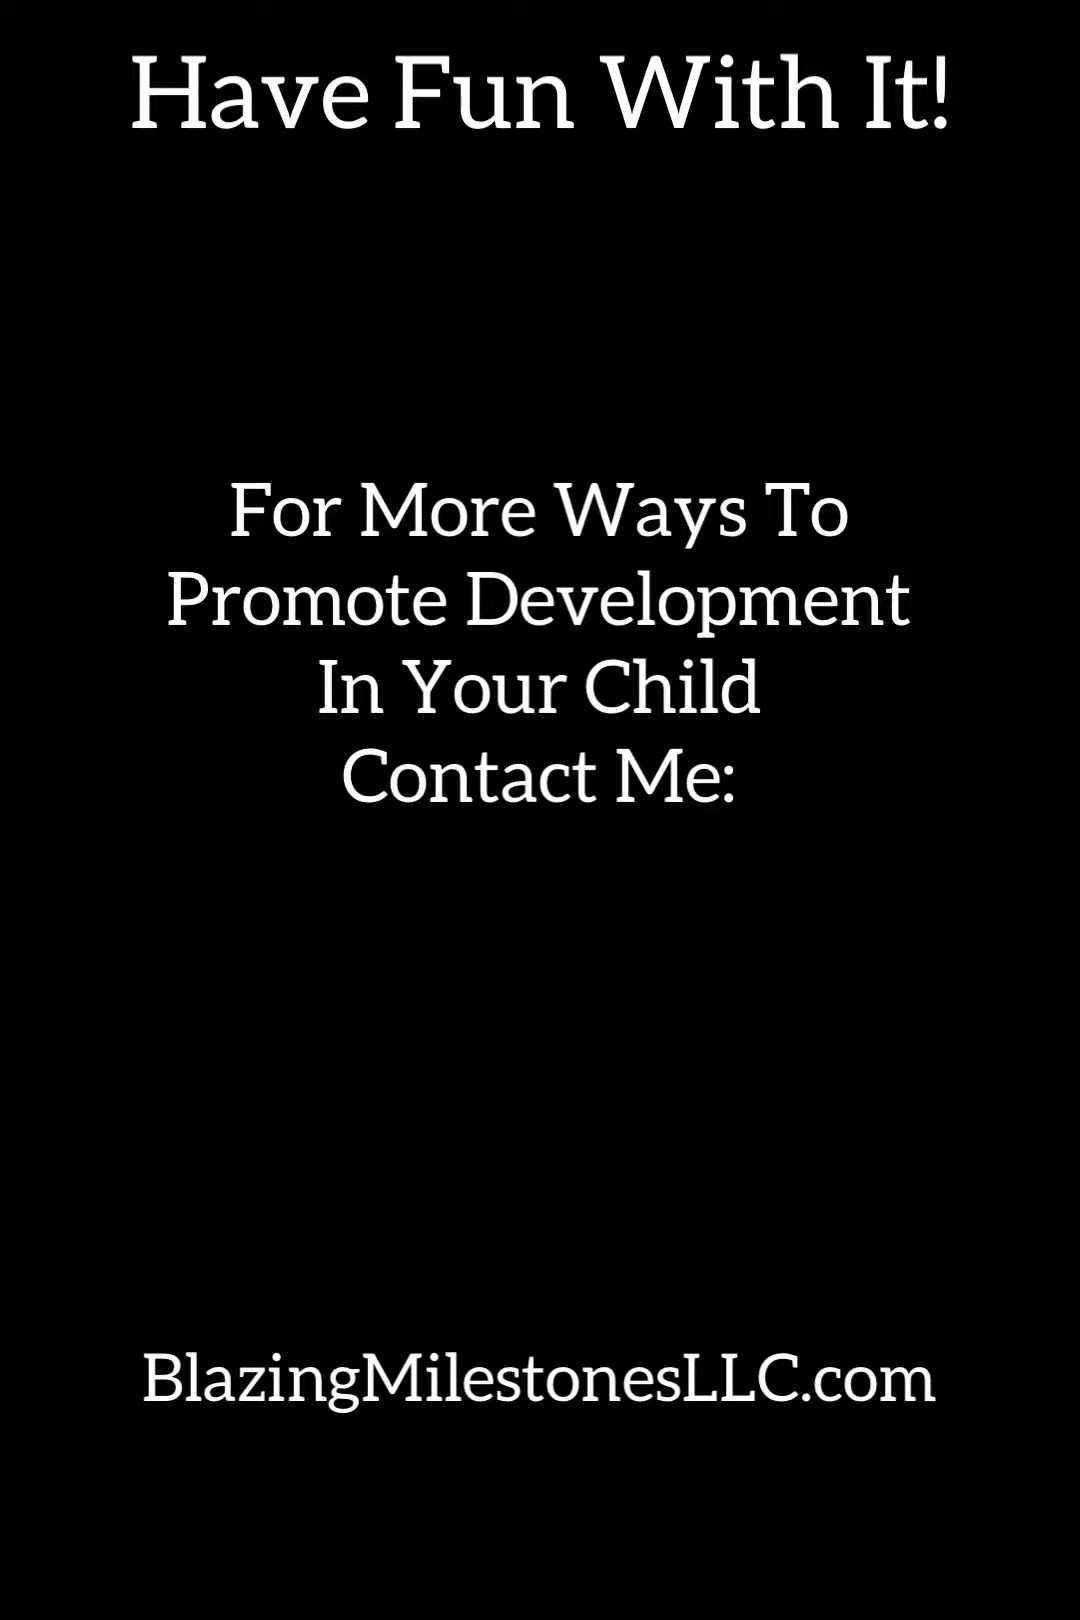 Have Fun With It!
For More Ways To
Promote Development
In Your Child
Contact Me:
BlazingMilestonesLLC.com